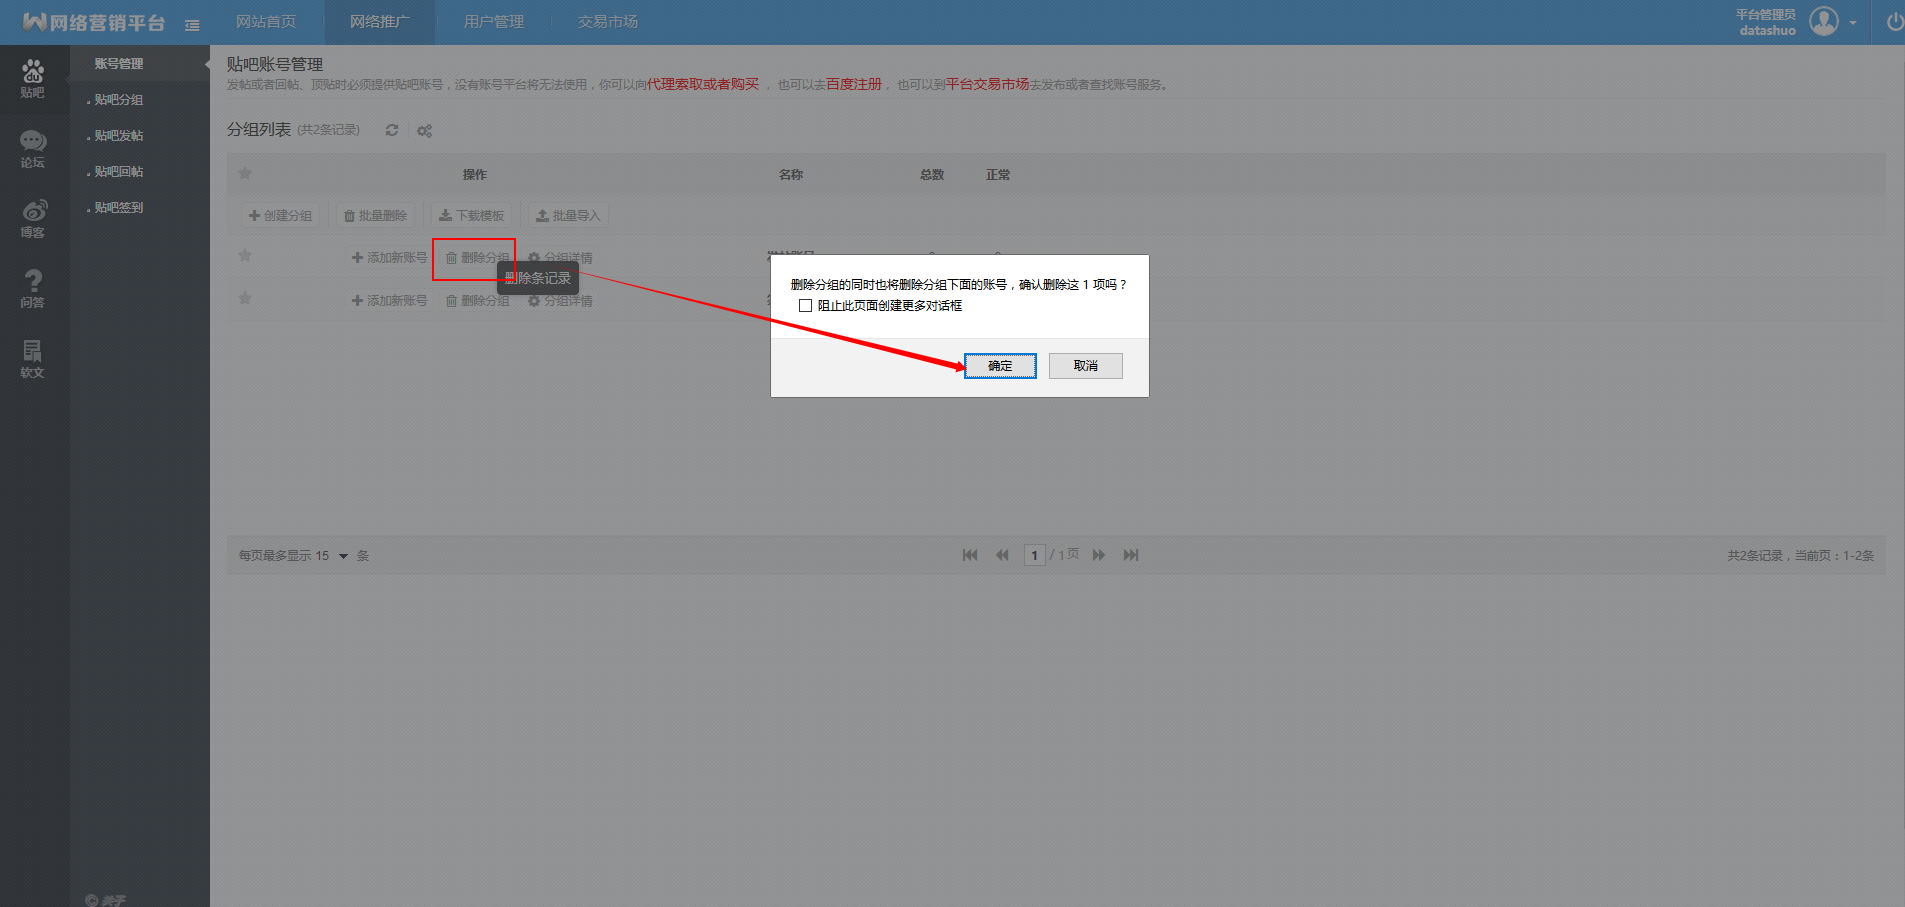 网络营销平台
网站首页
网络推广
用户管理
交易市场
平台管理员
datashuo
贴吧
论坛
博客
问答
软文
账号管理
贴吧分组
贴吧发帖
贴吧回帖
贴吧签到
关于
贴吧账号管理
发帖或者回帖、顶贴时必须提供贴吧账号，没有账号平台将无法使用，你可以向代理索取或者购买 ，也可以去百度注册 ，也可以到平台交易市场去发布或者查找账号服务。
分组列表 (共2条记录)
操作 名称 总数 正常
创建分组 批量删除 下载模板 批量导入
添加新账号 删除分组 分组详情
删除条记录
添加新账号 删除分组 分组详情
删除分组的同时也将删除分组下面的账号，确认删除这 1 项吗？
阻止此页面创建更多对话框
确定 取消
每页最多显示 15 条
1 / 1 页
共2条记录，当前页：1-2条